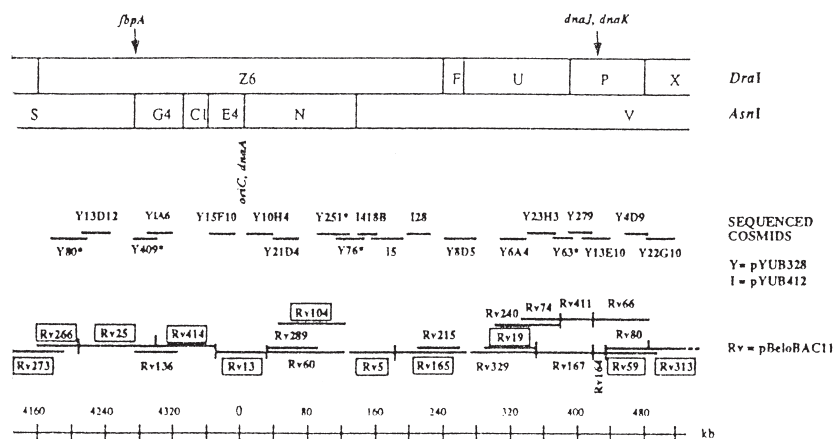 fbpA dnaJ, dnaK
Z6 F U P X DraI
S G4 C1 E4 N V AsnI
oriC, dnaA
Y13D12 Y1A6 Y15F10 Y10H4 Y251* I418B I28 Y23H3 Y279 Y4D9
Y80* Y409* Y21D4 Y76* I5 Y8D5 Y6A4 Y63* Y13E10 Y22G10
SEQUENCED
COSMIDS
Y= pYUB328
I = pYUB412
Rv104 Rv240 Rv74 Rv411 Rv66
Rv266 Rv25 Rv414 Rv289 Rv215 Rv19 Rv80
Rv = pBeloBAC11
Rv273 Rv136 Rv13 Rv60 Rv5 Rv165 Rv329 Rv167 Rv164 Rv59 Rv313
4160 4240 4320 0 80 160 240 320 400 480
kb